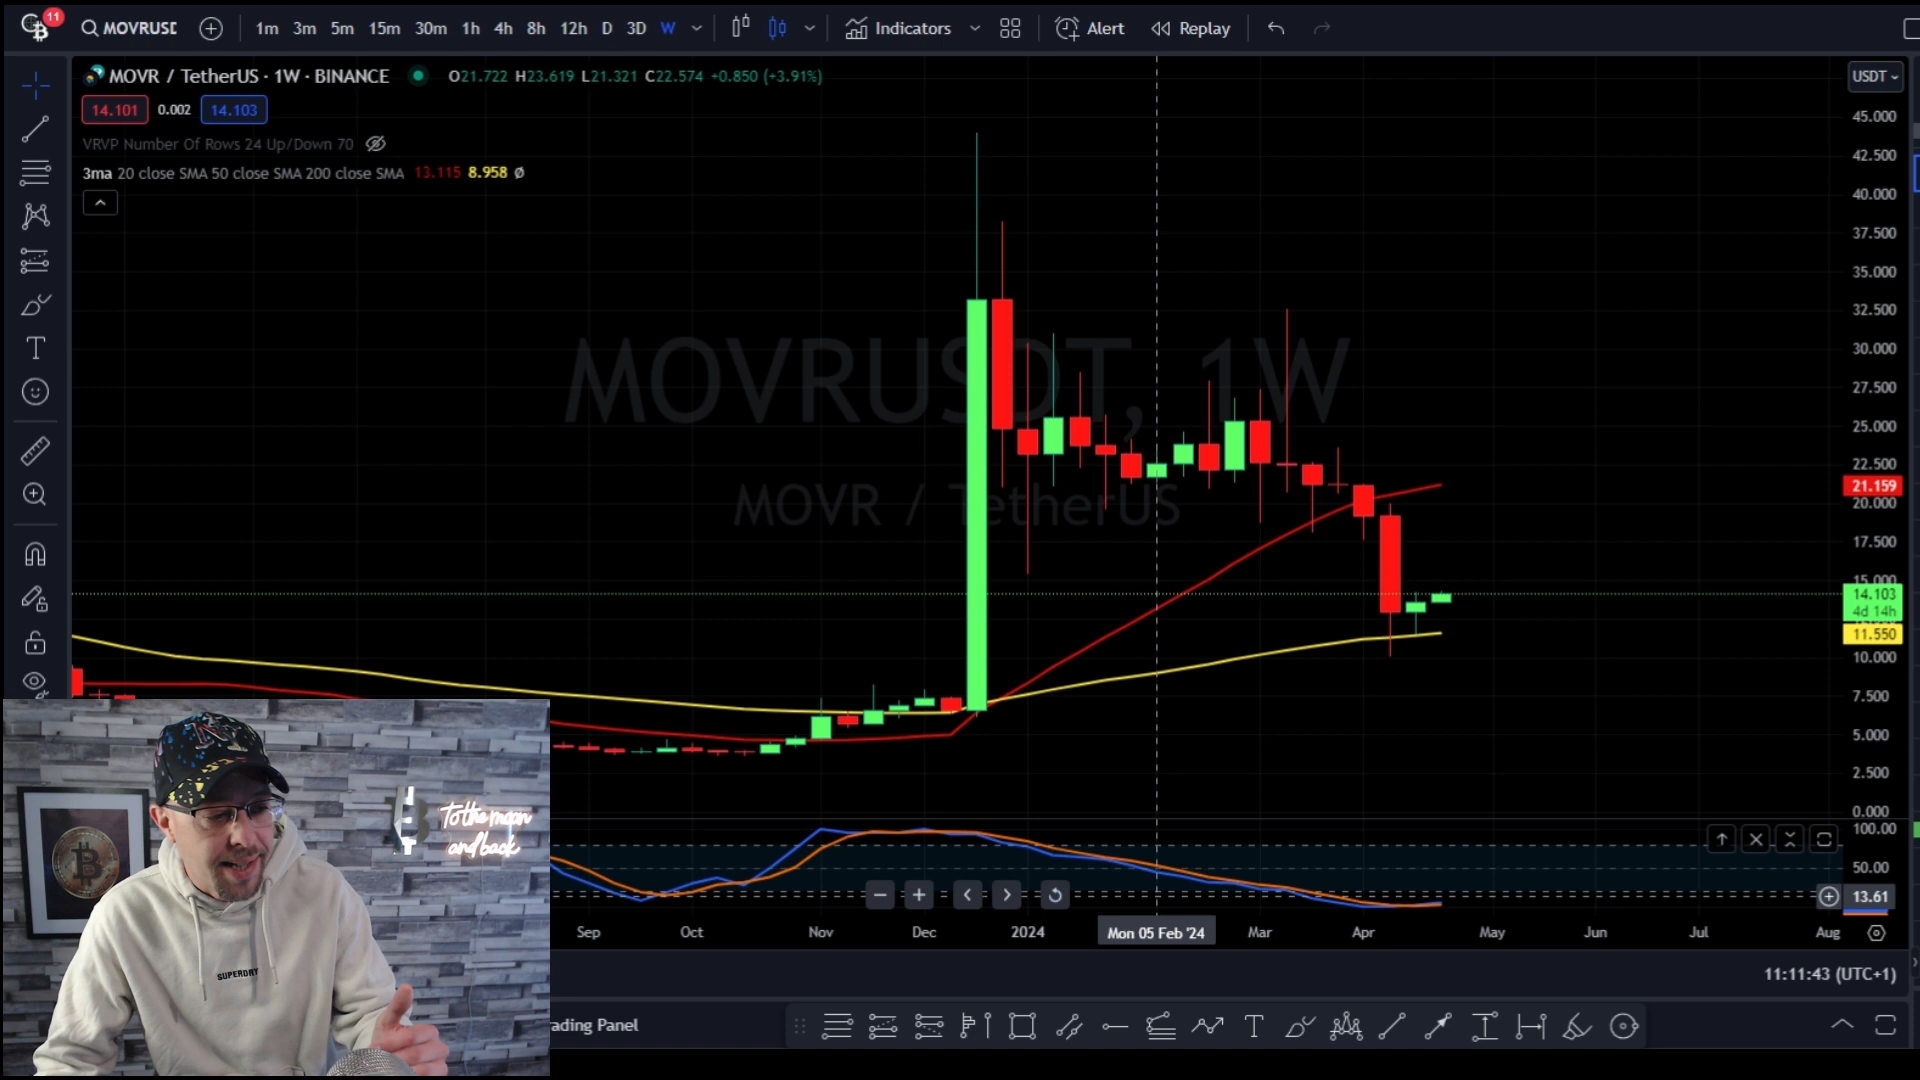 11
MOVRUSD 1m 3m 5m 15m 30m 1h 4h 8h 12h D 3D W Indicators Alert Replay
MOVR / TetherUS · 1W · BINANCE O21.722 H23.619 L21.321 C22.574 +0.850 (+3.91%)
USDT
14.101 0.002 14.103
VRVP Number Of Rows 24 Up/Down 70
3ma 20 close SMA 50 close SMA 200 close SMA 13.115 8.958 ∅
45.000
42.500
40.000
37.500
35.000
32.500
30.000
27.500
25.000
22.500
21.159
20.000
17.500
15.000
14.103
4d 14h
11.550
10.000
7.500
5.000
2.500
0.000
100.00
50.00
13.61
MOVRUSDT, 1W
MOVR / TetherUS
Sep Oct Nov Dec 2024 Mon 05 Feb '24 Mar Apr May Jun Jul Aug
11:11:43 (UTC+1)
ading Panel
To the moon
and back
SUPERDRY